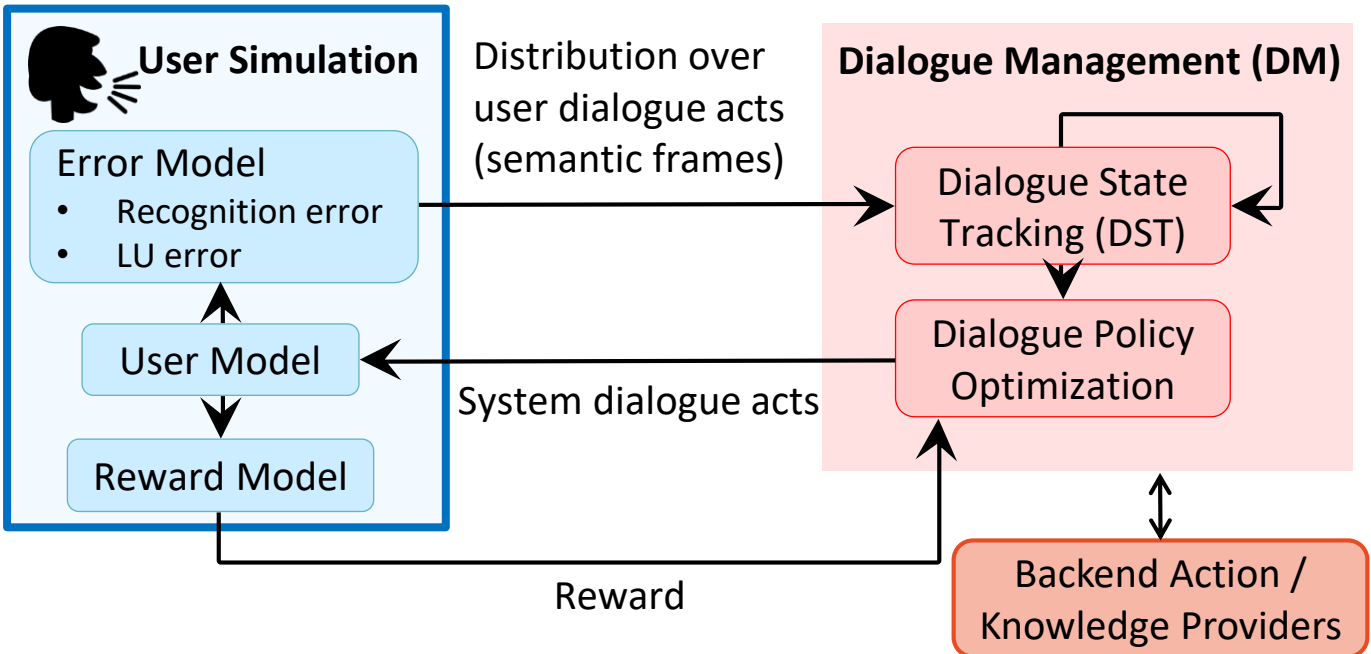 User Simulation
Error Model
• Recognition error
• LU error
User Model
Reward Model
Distribution over
user dialogue acts
(semantic frames)
System dialogue acts
Reward
Dialogue Management (DM)
Dialogue State
Tracking (DST)
Dialogue Policy
Optimization
Backend Action /
Knowledge Providers